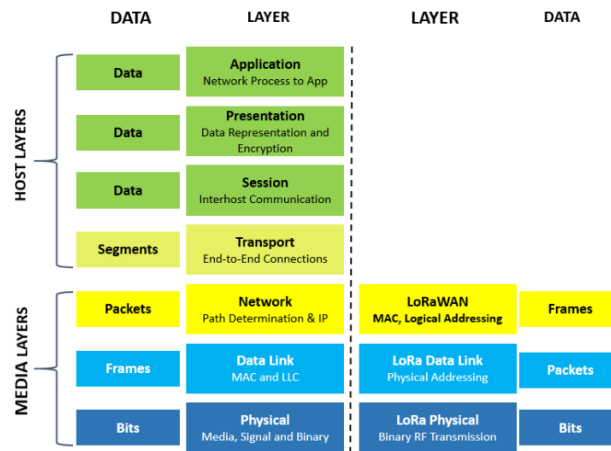 DATA LAYER LAYER DATA
HOST LAYERS
Data
Application
Network Process to App
Data
Presentation
Data Representation and
Encryption
Data
Session
Interhost Communication
Segments
Transport
End-to-End Connections
MEDIA LAYERS
Packets
Network
Path Determination & IP
LoRaWAN
MAC, Logical Addressing
Frames
Frames
Data Link
MAC and LLC
LoRa Data Link
Physical Addressing
Packets
Bits
Physical
Media, Signal and Binary
LoRa Physical
Binary RF Transmission
Bits